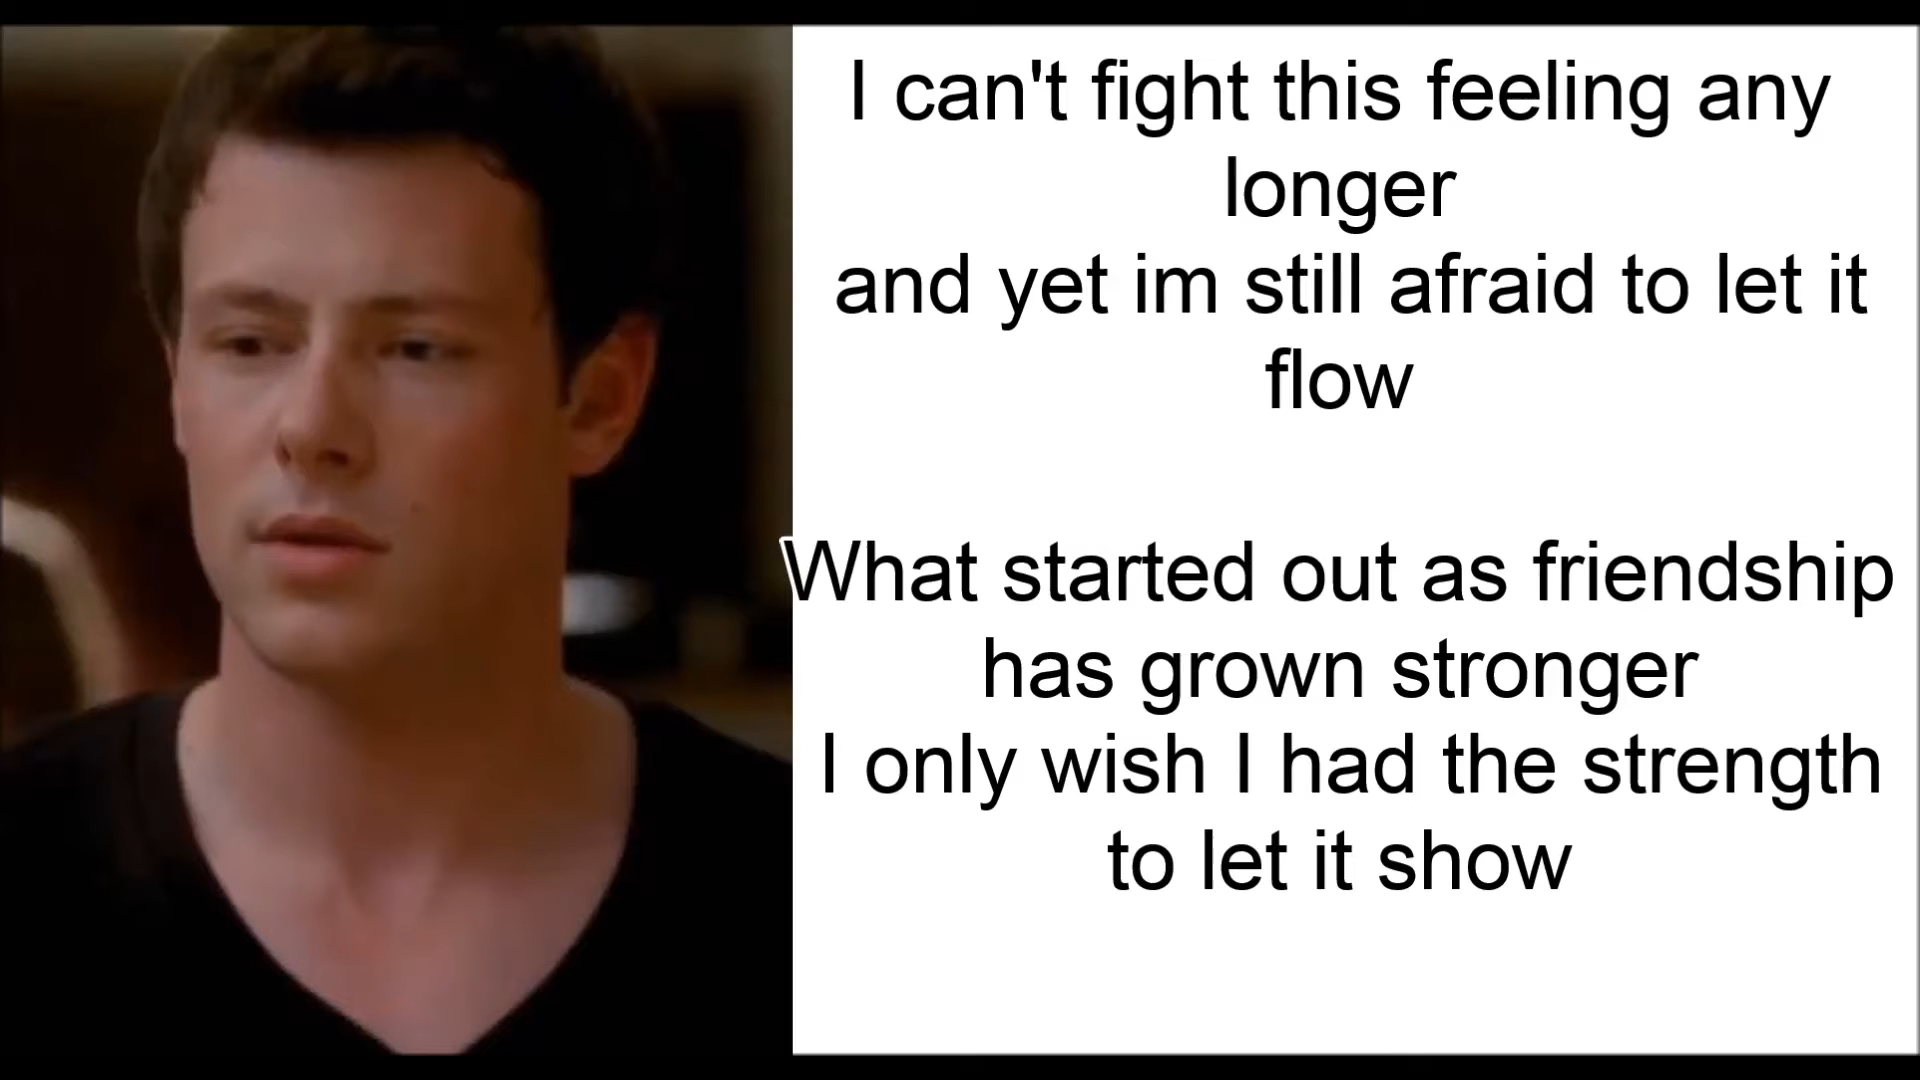 I can't fight this feeling any
longer
and yet im still afraid to let it
flow
What started out as friendship
has grown stronger
I only wish I had the strength
to let it show